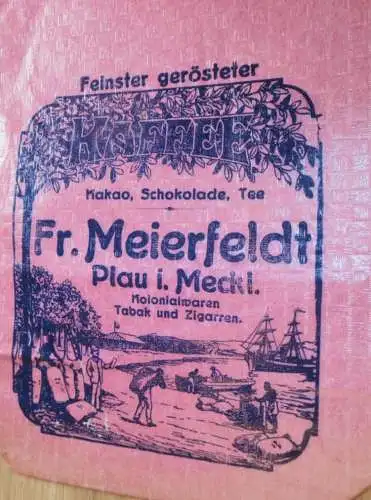 Feinster gerösteter
KAFFEE
Kakao, Schokolade, Tee
Fr. Meierfeldt
Plau i. Meckl.
Kolonialwaren
Tabak und Zigarren.